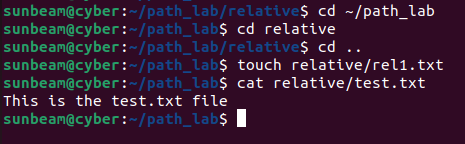 sunbeam@cyber:~/path_lab/relative$ cd ~/path_lab
sunbeam@cyber:~/path_lab$ cd relative
sunbeam@cyber:~/path_lab/relative$ cd ..
sunbeam@cyber:~/path_lab$ touch relative/rel1.txt
sunbeam@cyber:~/path_lab$ cat relative/test.txt
This is the test.txt file
sunbeam@cyber:~/path_lab$